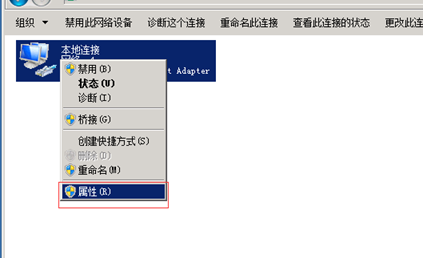 组织 ▼ 禁用此网络设备 诊断这个连接 重命名此连接 查看此连接的状态 更改此连
本地连接
t Adapter
禁用(B)
状态(U)
诊断(I)
桥接(G)
创建快捷方式(S)
删除(D)
重命名(M)
属性(R)